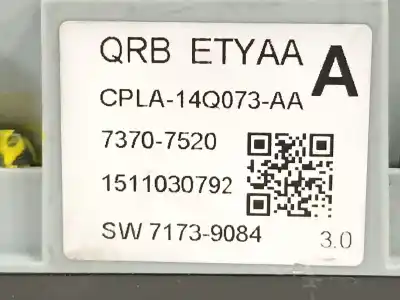 QRB ETYAA A
CPLA-14Q073-AA
7370-7520
1511030792
SW 7173-9084 3.0